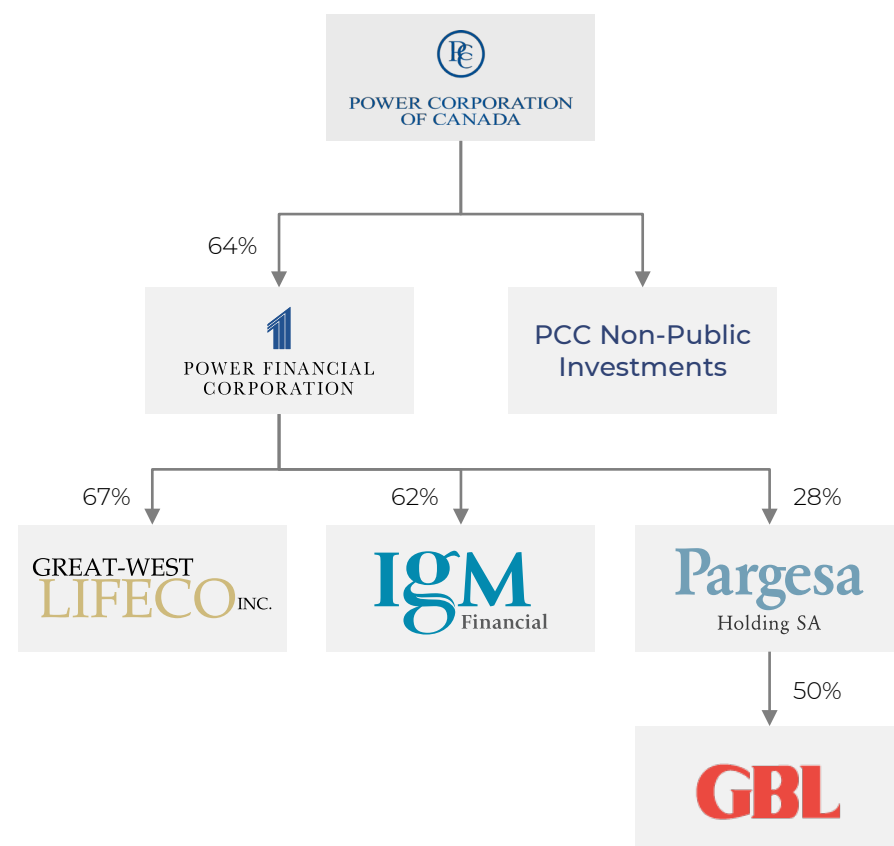 PCC
POWER CORPORATION
OF CANADA
64%
POWER FINANCIAL
CORPORATION
PCC Non-Public
Investments
67%
62%
28%
GREAT-WEST
LIFECO INC.
IGM
Financial
Pargesa
Holding SA
50%
GBL